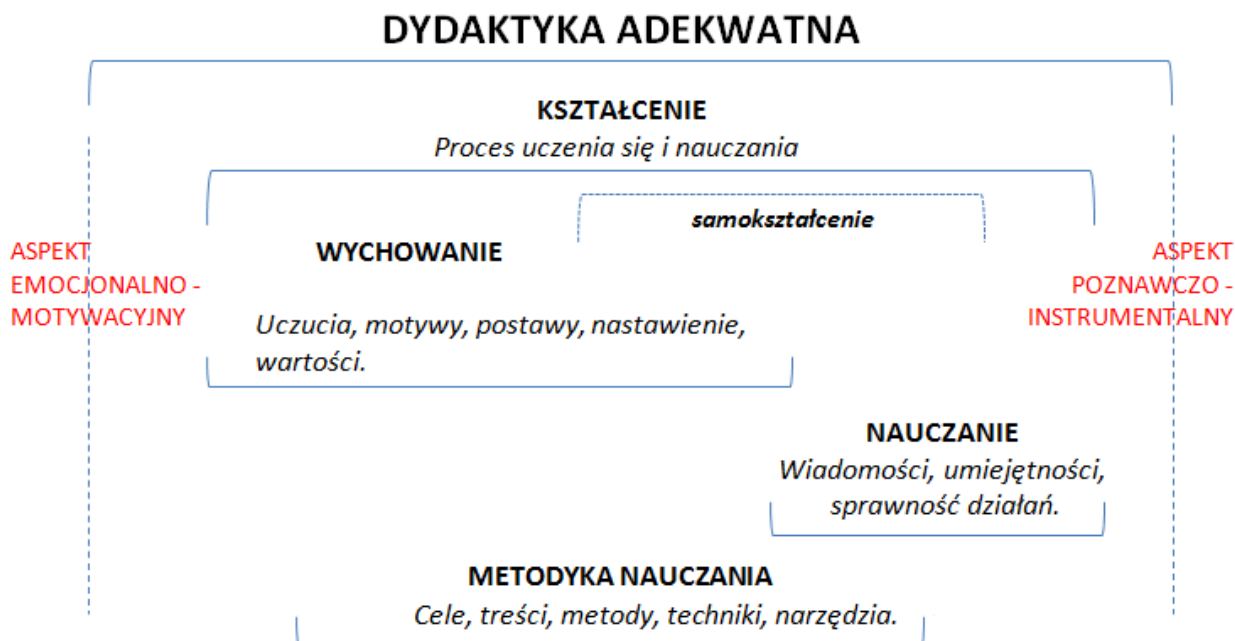 DYDAKTYKA ADEKWATNA
KSZTAŁCENIE
Proces uczenia się i nauczania
samokształcenie
WYCHOWANIE
ASPEKT
EMOCJONALNO -
MOTYWACYJNY
ASPEKT
POZNAWCZO -
INSTRUMENTALNY
Uczucia, motywy, postawy, nastawienie,
wartości.
NAUCZANIE
Wiadomości, umiejętności,
sprawność działań.
METODYKA NAUCZANIA
Cele, treści, metody, techniki, narzędzia.